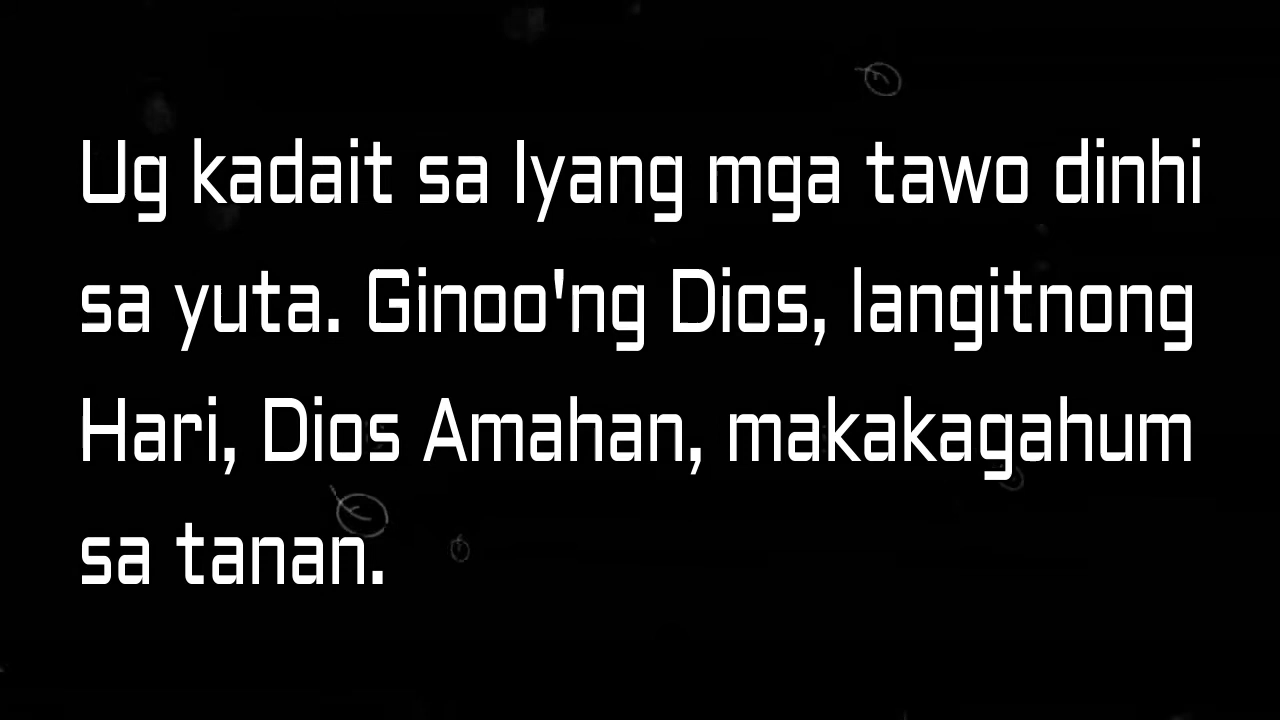 Ug kadait sa Iyang mga tawo dinhi
sa yuta. Ginoo'ng Dios, langitnong
Hari, Dios Amahan, makakagahum
sa tanan.